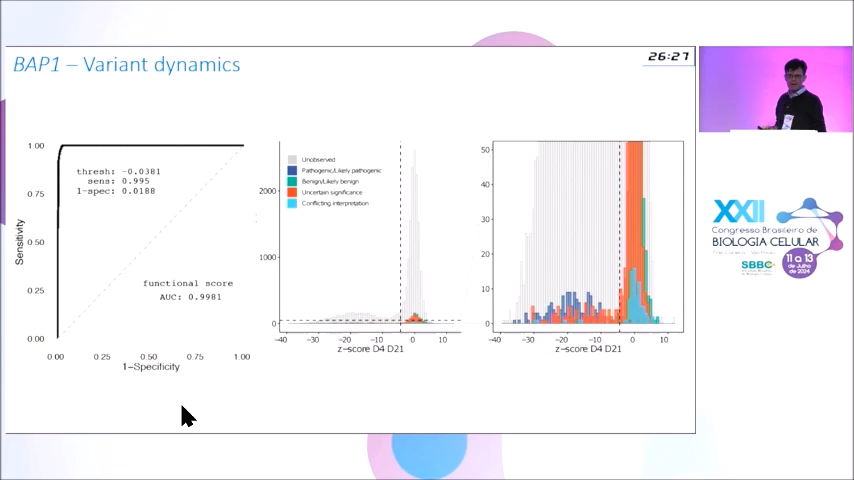 BAP1 – Variant dynamics
26:27
1.00
0.75
0.50
0.25
0.00
Sensitivity
thresh: -0.0381
sens: 0.995
1-spec: 0.0188
functional score
AUC: 0.9981
0.00 0.25 0.50 0.75 1.00
1-Specificity
2000
1000
0
Unobserved
Pathogenic/Likely pathogenic
Benign/Likely benign
Uncertain significance
Conflicting interpretation
-40 -30 -20 -10 0 10
z-score D4 D21
50
40
30
20
10
0
-40 -30 -20 -10 0 10
z-score D4 D21
XXII
Congresso Brasileiro de
BIOLOGIA CELULAR
SBBC
11 a 13
de Julho
de 2024